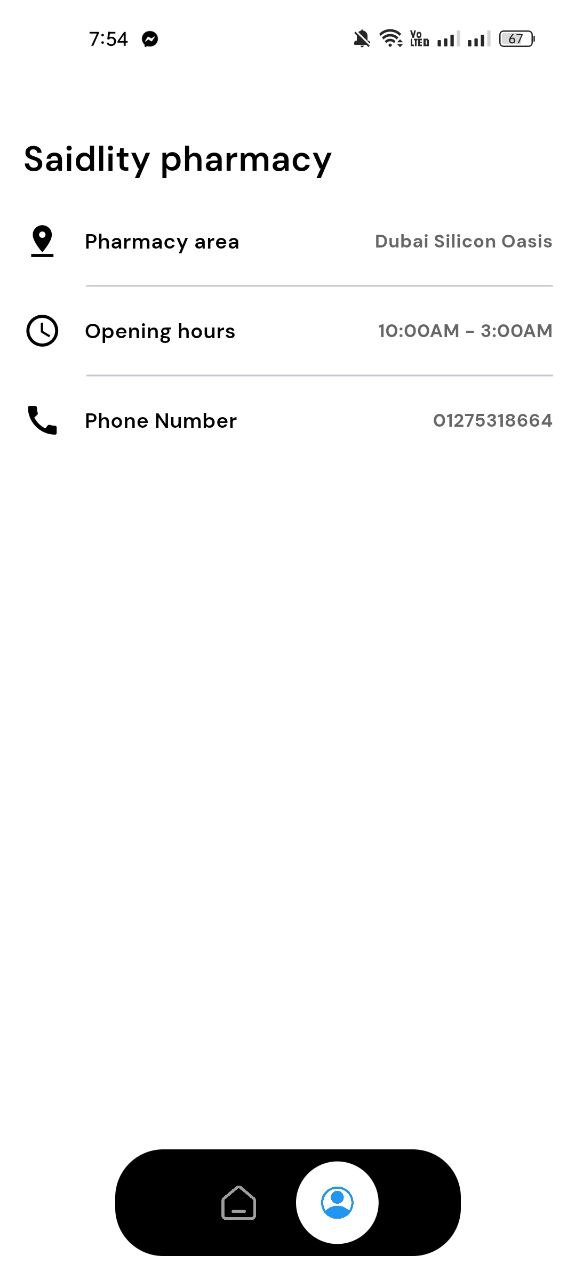 7:54
Vo
LTED
67
Saidlity pharmacy
Pharmacy area Dubai Silicon Oasis
Opening hours 10:00AM - 3:00AM
Phone Number 01275318664